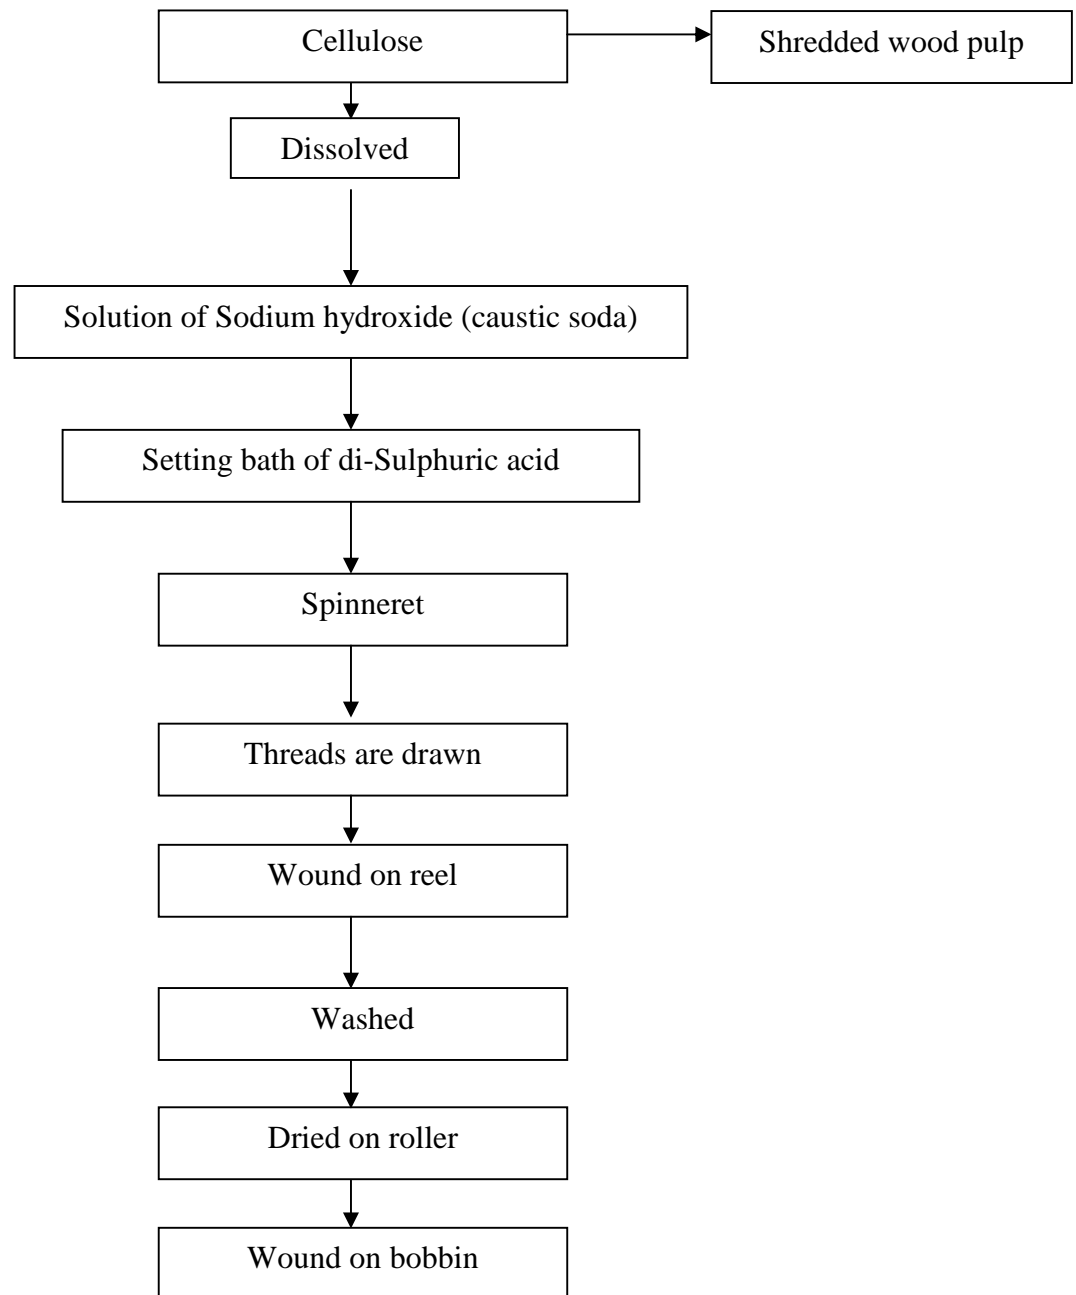 Cellulose
Shredded wood pulp
Dissolved
Solution of Sodium hydroxide (caustic soda)
Setting bath of di-Sulphuric acid
Spinneret
Threads are drawn
Wound on reel
Washed
Dried on roller
Wound on bobbin